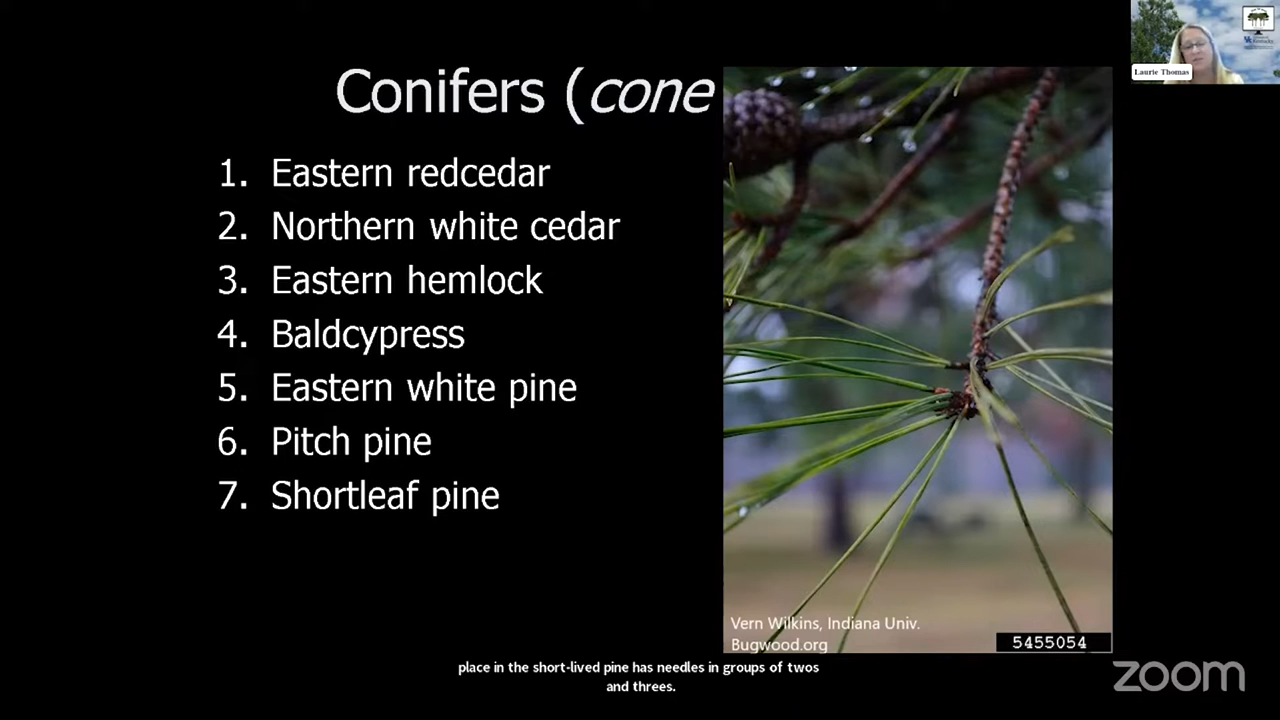 Laurie Thomas
Conifers (cone
1. Eastern redcedar
2. Northern white cedar
3. Eastern hemlock
4. Baldcypress
5. Eastern white pine
6. Pitch pine
7. Shortleaf pine
Vern Wilkins, Indiana Univ.
Bugwood.org
5455054
place in the short-lived pine has needles in groups of twos
and threes.
zoom